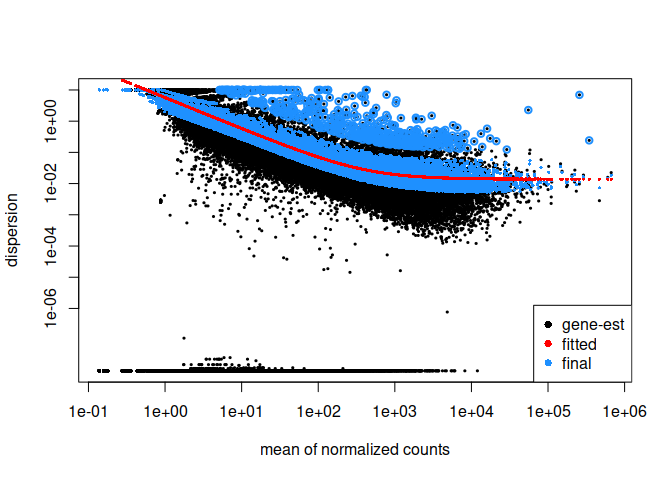 1e+00
1e-02
1e-04
1e-06
dispersion
gene-est
fitted
final
1e-01 1e+00 1e+01 1e+02 1e+03 1e+04 1e+05 1e+06
mean of normalized counts